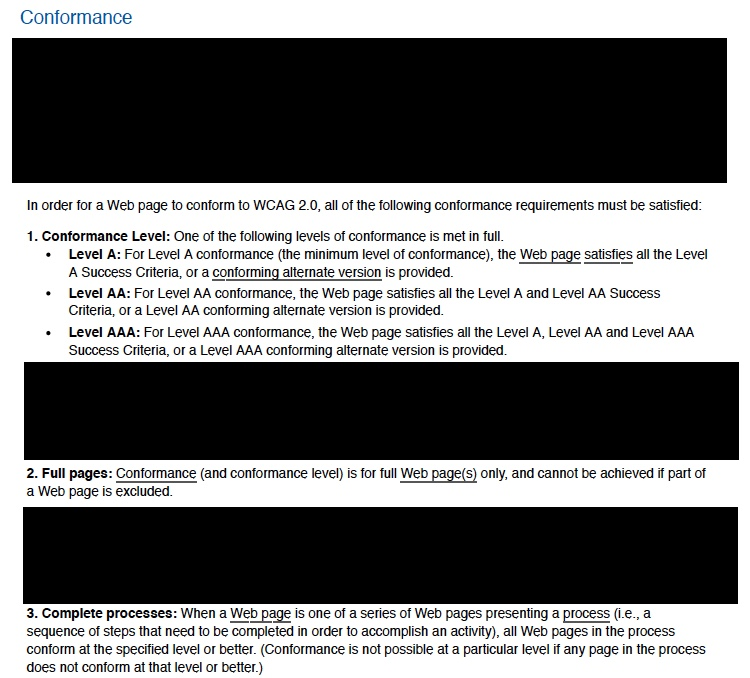 Conformance
In order for a Web page to conform to WCAG 2.0, all of the following conformance requirements must be satisfied:
1. Conformance Level: One of the following levels of conformance is met in full.
• Level A: For Level A conformance (the minimum level of conformance), the Web page satisfies all the Level
A Success Criteria, or a conforming alternate version is provided.
• Level AA: For Level AA conformance, the Web page satisfies all the Level A and Level AA Success
Criteria, or a Level AA conforming alternate version is provided.
• Level AAA: For Level AAA conformance, the Web page satisfies all the Level A, Level AA and Level AAA
Success Criteria, or a Level AAA conforming alternate version is provided.
2. Full pages: Conformance (and conformance level) is for full Web page(s) only, and cannot be achieved if part of
a Web page is excluded.
3. Complete processes: When a Web page is one of a series of Web pages presenting a process (i.e., a
sequence of steps that need to be completed in order to accomplish an activity), all Web pages in the process
conform at the specified level or better. (Conformance is not possible at a particular level if any page in the process
does not conform at that level or better.)